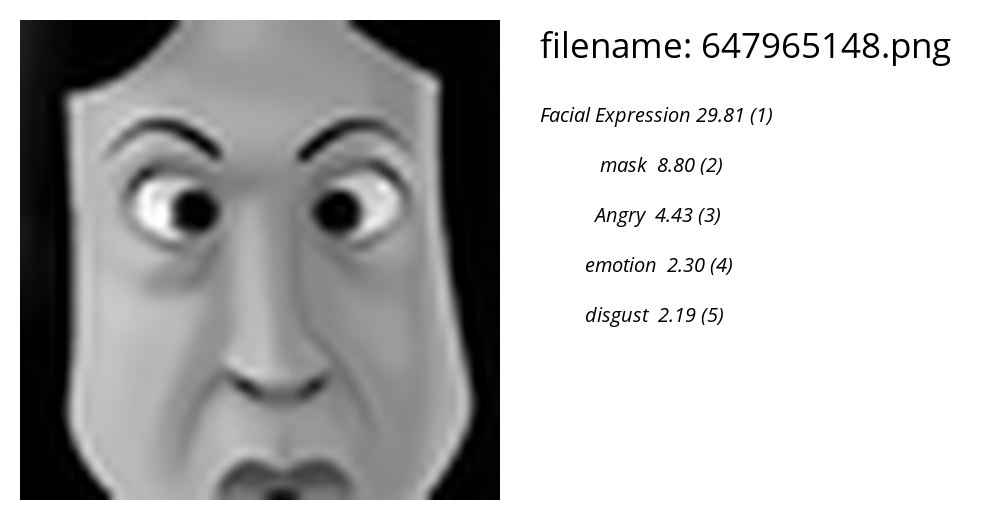 filename: 647965148.png
Facial Expression 29.81 (1)
mask 8.80 (2)
Angry 4.43 (3)
emotion 2.30 (4)
disgust 2.19 (5)